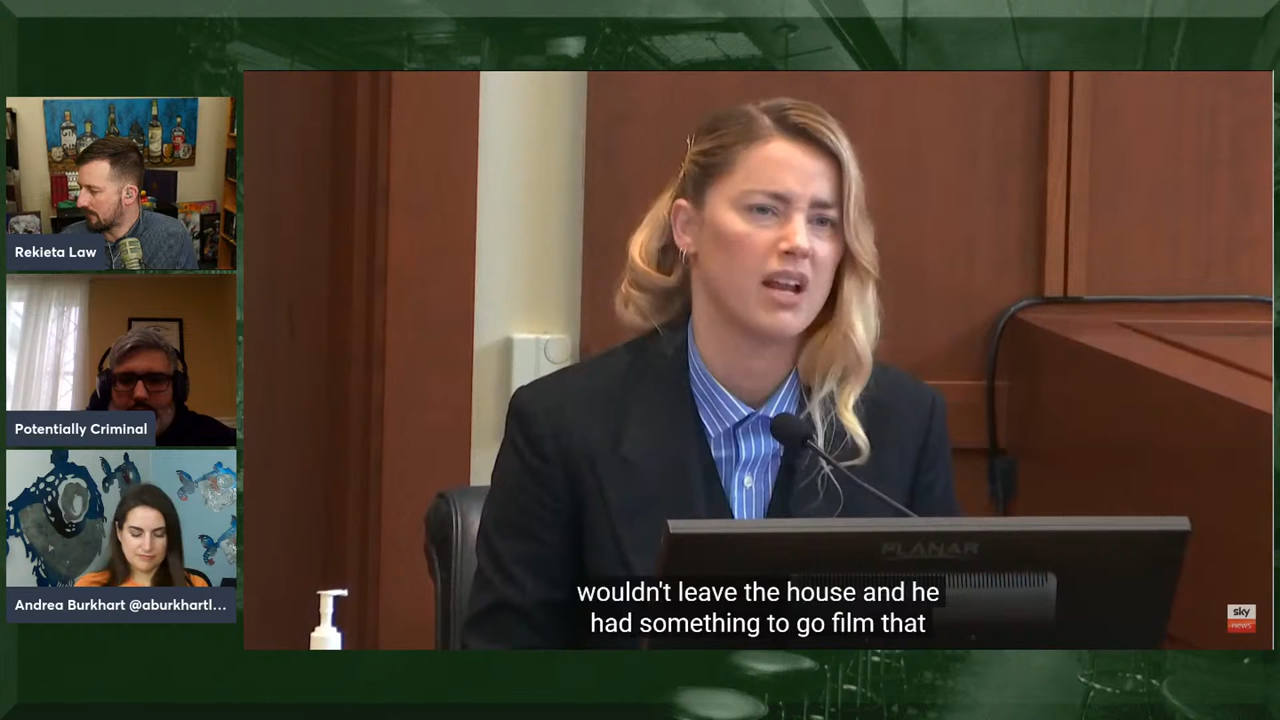 Rekieta Law
Potentially Criminal
Andrea Burkhart @aburkhartl...
PLANAR
wouldn't leave the house and he
had something to go film that
sky
news